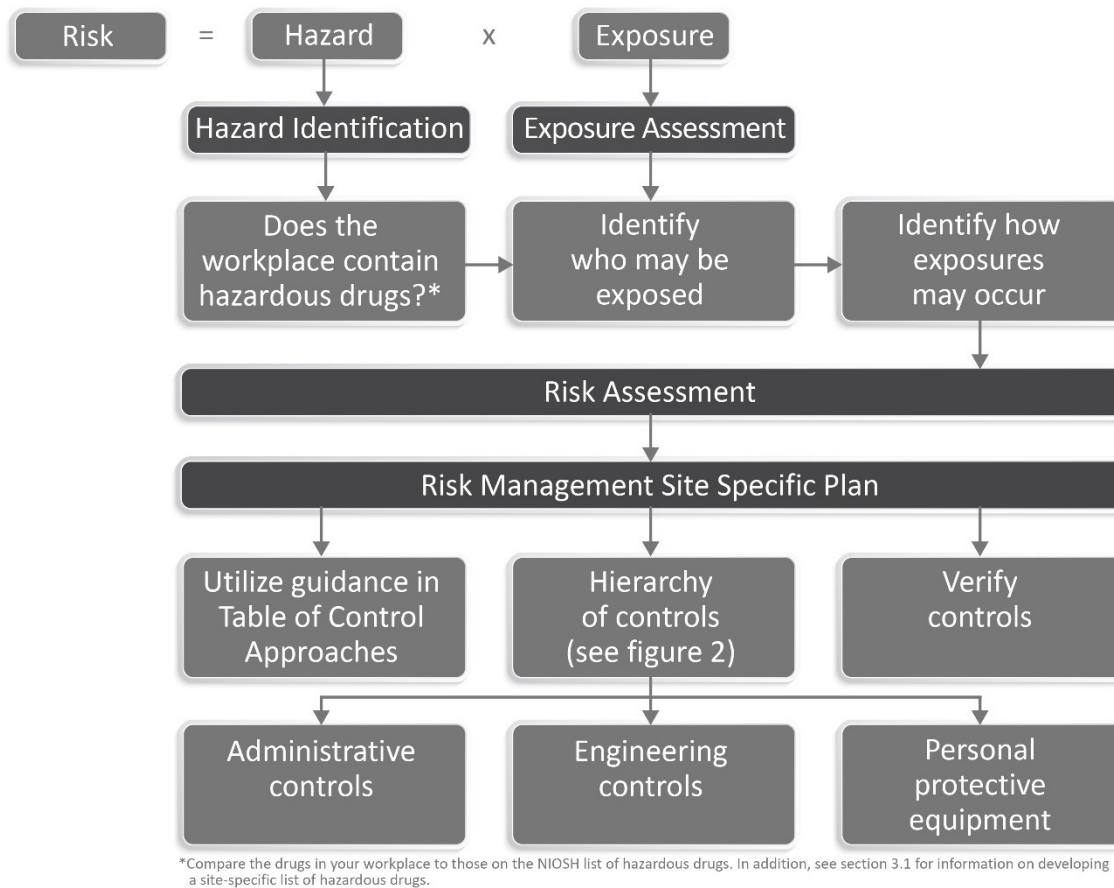 Risk = Hazard x Exposure
Hazard Identification
Exposure Assessment
Does the
workplace contain
hazardous drugs?*
Identify
who may be
exposed
Identify how
exposures
may occur
Risk Assessment
Risk Management Site Specific Plan
Utilize guidance in
Table of Control
Approaches
Hierarchy
of controls
(see figure 2)
Verify
controls
Administrative
controls
Engineering
controls
Personal
protective
equipment
*Compare the drugs in your workplace to those on the NIOSH list of hazardous drugs. In addition, see section 3.1 for information on developing
a site-specific list of hazardous drugs.